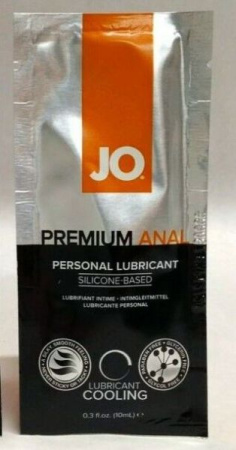 JO®
PREMIUM ANAL
PERSONAL LUBRICANT
SILICONE-BASED
LUBRIFIANT INTIME - INTIMGLEITMITTEL
LUBRICANTE PERSONAL
LUBRICANT
COOLING
0.3 fl.oz. (10mL) e